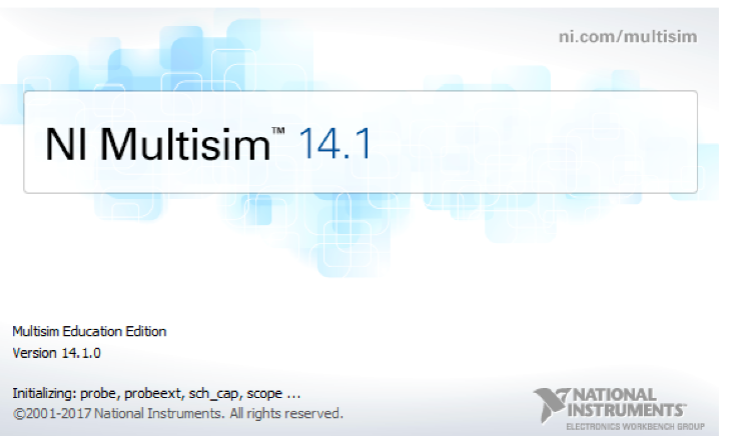 ni.com/multisim
NI Multisim™ 14.1
Multisim Education Edition
Version 14.1.0
Initializing: probe, probeext, sch_cap, scope ...
©2001-2017 National Instruments. All rights reserved.
NATIONAL
INSTRUMENTS™
ELECTRONICS WORKBENCH GROUP